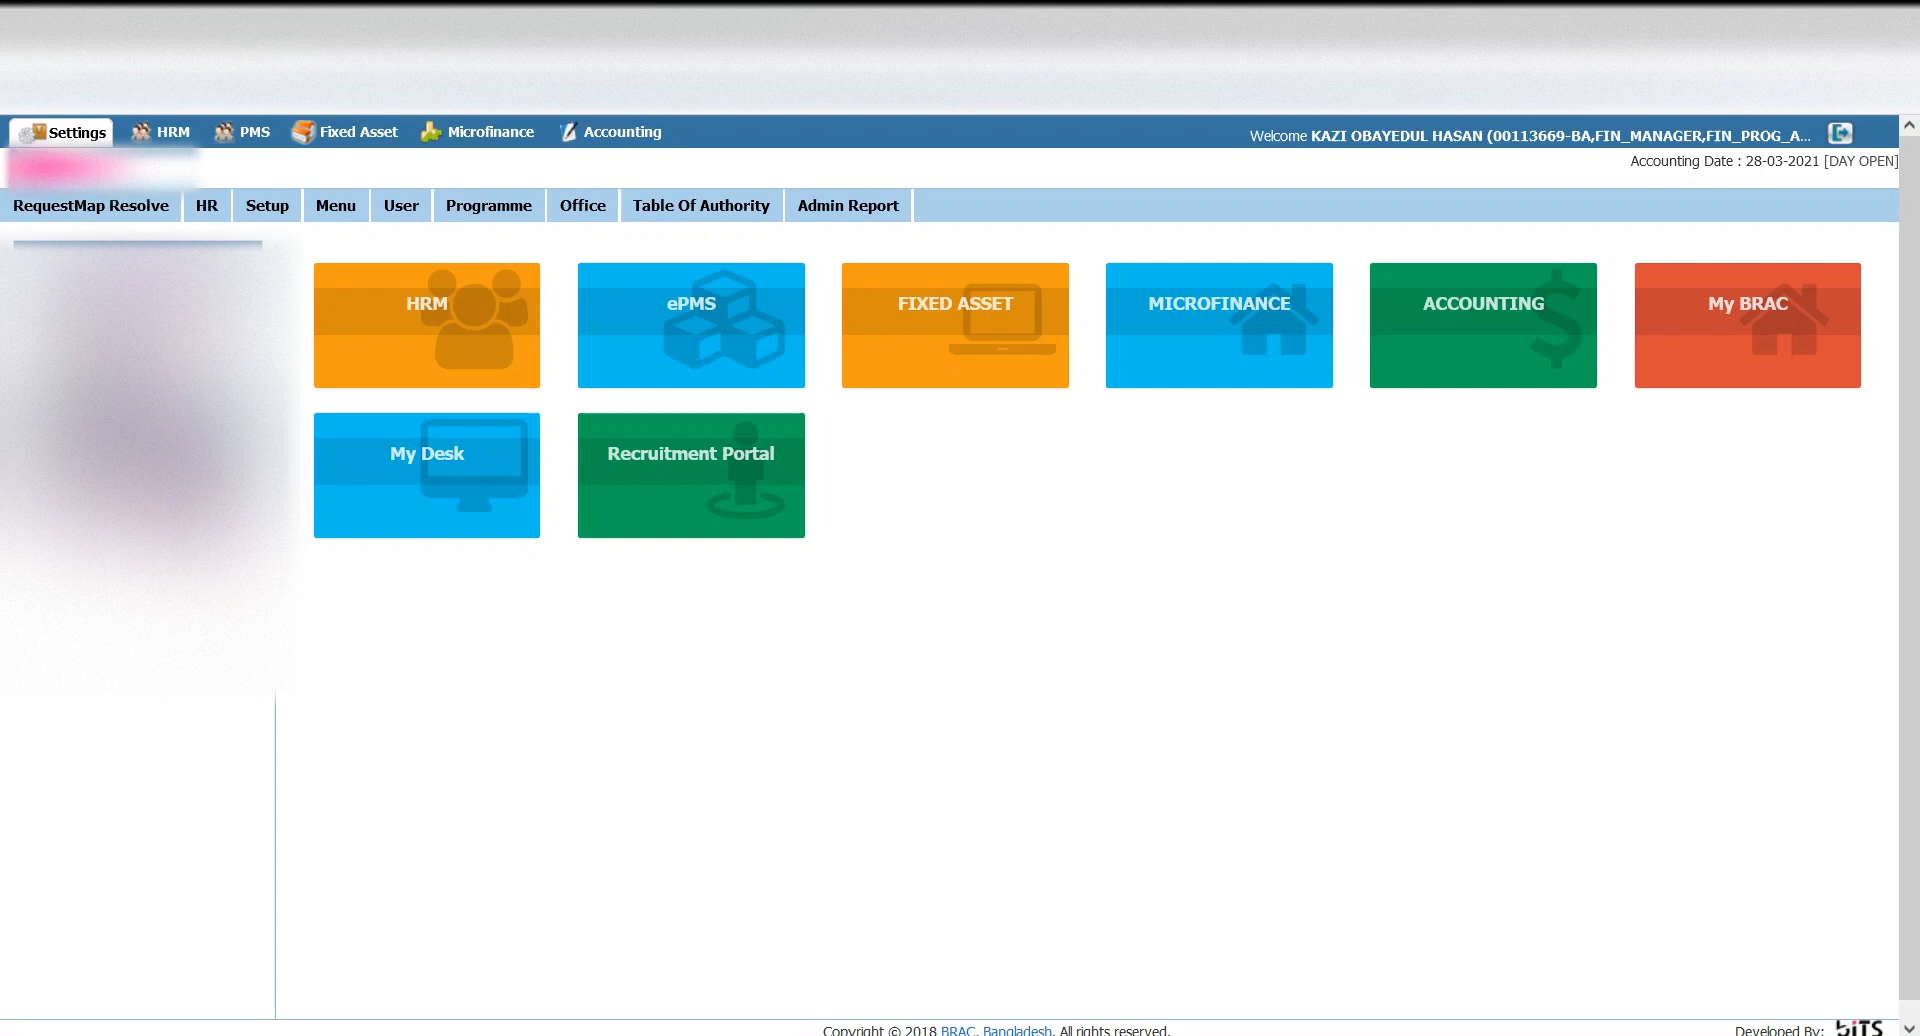 Settings HRM PMS Fixed Asset Microfinance Accounting
Welcome KAZI OBAYEDUL HASAN (00113669-BA,FIN_MANAGER,FIN_PROG_A...
Accounting Date : 28-03-2021 [DAY OPEN]
RequestMap Resolve HR Setup Menu User Programme Office Table Of Authority Admin Report
HRM ePMS FIXED ASSET MICROFINANCE ACCOUNTING My BRAC
My Desk Recruitment Portal
Copyright © 2018 BRAC, Bangladesh. All rights reserved.
Developed By: biTS